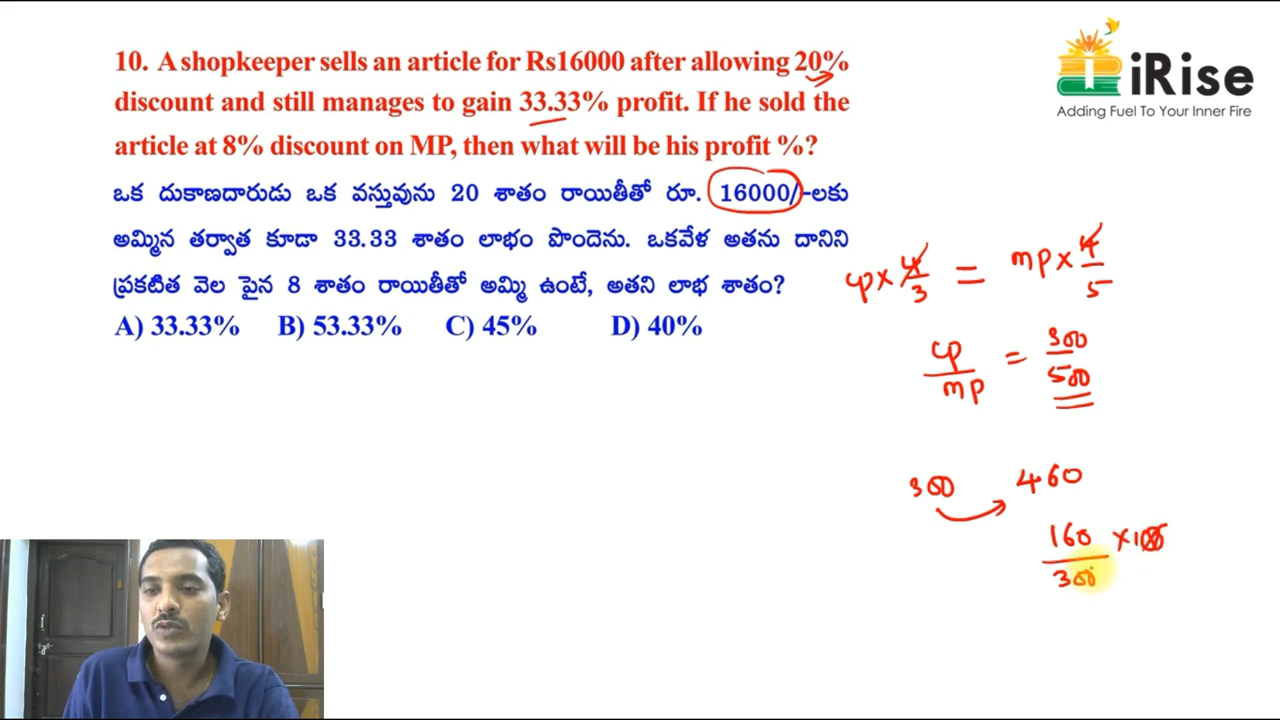 10. A shopkeeper sells an article for Rs16000 after allowing 20%
discount and still manages to gain 33.33% profit. If he sold the
article at 8% discount on MP, then what will be his profit %?
ఒక దుకాణదారుడు ఒక వస్తువును 20 శాతం రాయితీతో రూ. 16000/-లకు
అమ్మిన తర్వాత కూడా 33.33 శాతం లాభం పొందెను. ఒకవేళ అతను దానిని
ప్రకటిత వెల పైన 8 శాతం రాయితీతో అమ్మి ఉంటే, అతని లాభ శాతం?
A) 33.33% B) 53.33% C) 45% D) 40%
iRise
Adding Fuel To Your Inner Fire
cp × 4/3 = mp × 4/5
cp/mp = 300/500
300 460
160/300 × 100